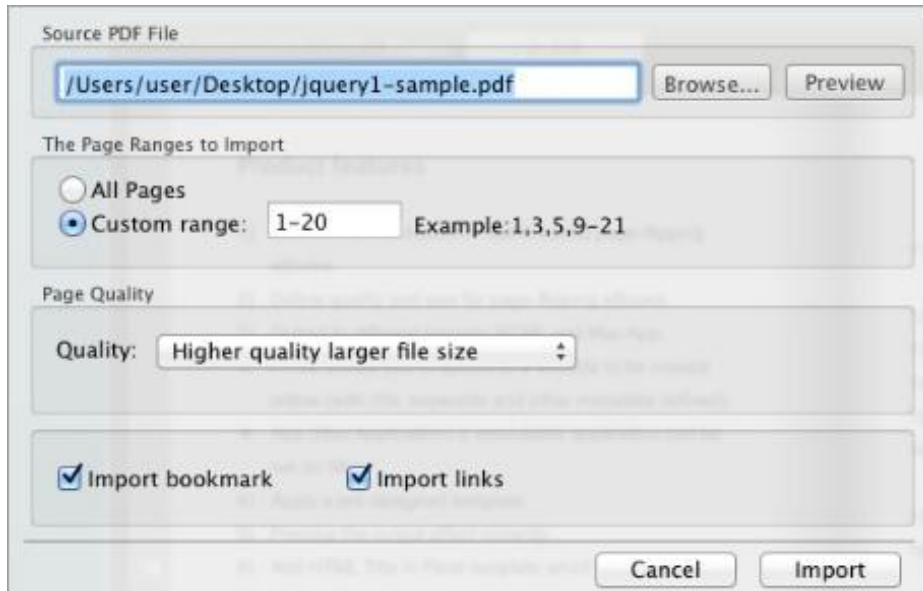 Source PDF File
/Users/user/Desktop/jquery1-sample.pdf Browse... Preview
The Page Ranges to Import
Product features
All Pages
Custom range: 1-20 Example:1,3,5,9-21
Page Quality
Quality: Higher quality larger file size
Import bookmark Import links
Cancel Import